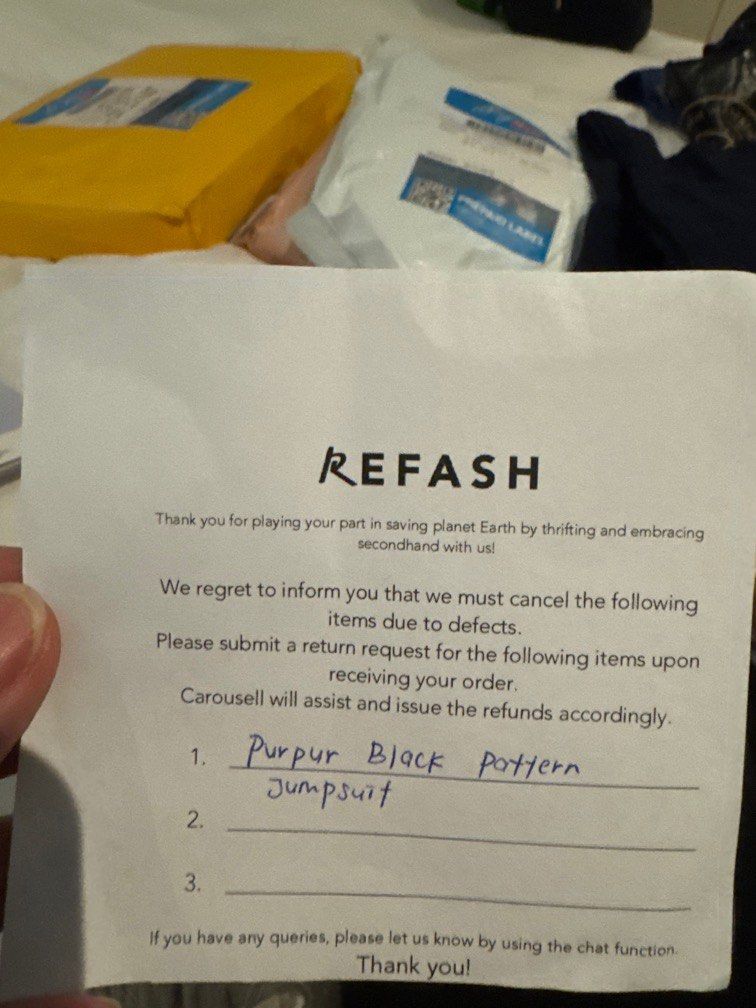 PREPAID LABEL
REFASH
Thank you for playing your part in saving planet Earth by thrifting and embracing
secondhand with us!
We regret to inform you that we must cancel the following
items due to defects.
Please submit a return request for the following items upon
receiving your order.
Carousell will assist and issue the refunds accordingly.
1. Purpur Black Pattern
Jumpsuit
2.
3.
If you have any queries, please let us know by using the chat function.
Thank you!